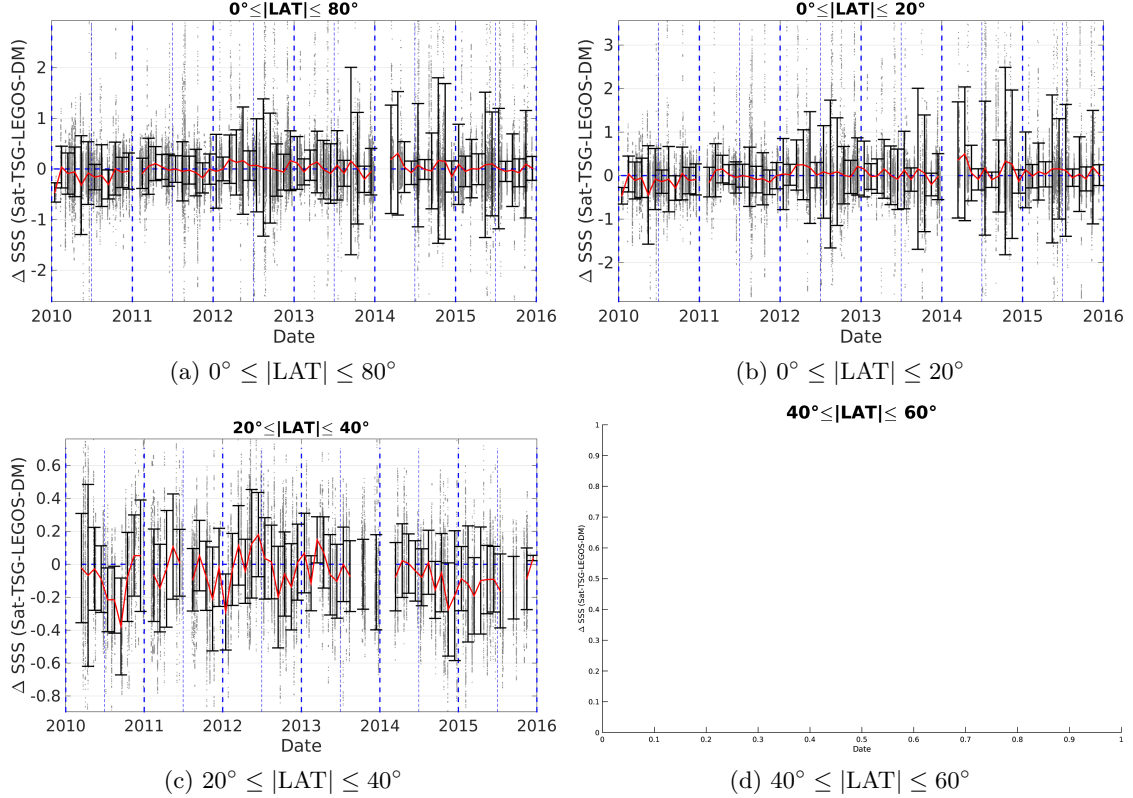 0°≤|LAT|≤ 80°
Δ SSS (Sat-TSG-LEGOS-DM)
2
1
0
-1
-2
2010 2011 2012 2013 2014 2015 2016
Date
(a) 0° ≤ |LAT| ≤ 80°
0°≤|LAT|≤ 20°
Δ SSS (Sat-TSG-LEGOS-DM)
3
2
1
0
-1
-2
2010 2011 2012 2013 2014 2015 2016
Date
(b) 0° ≤ |LAT| ≤ 20°
20°≤|LAT|≤ 40°
Δ SSS (Sat-TSG-LEGOS-DM)
0.6
0.4
0.2
0
-0.2
-0.4
-0.6
-0.8
2010 2011 2012 2013 2014 2015 2016
Date
(c) 20° ≤ |LAT| ≤ 40°
40°≤|LAT|≤ 60°
Δ SSS (Sat-TSG-LEGOS-DM)
1
0.9
0.8
0.7
0.6
0.5
0.4
0.3
0.2
0.1
0
0 0.1 0.2 0.3 0.4 0.5 0.6 0.7 0.8 0.9 1
Date
(d) 40° ≤ |LAT| ≤ 60°